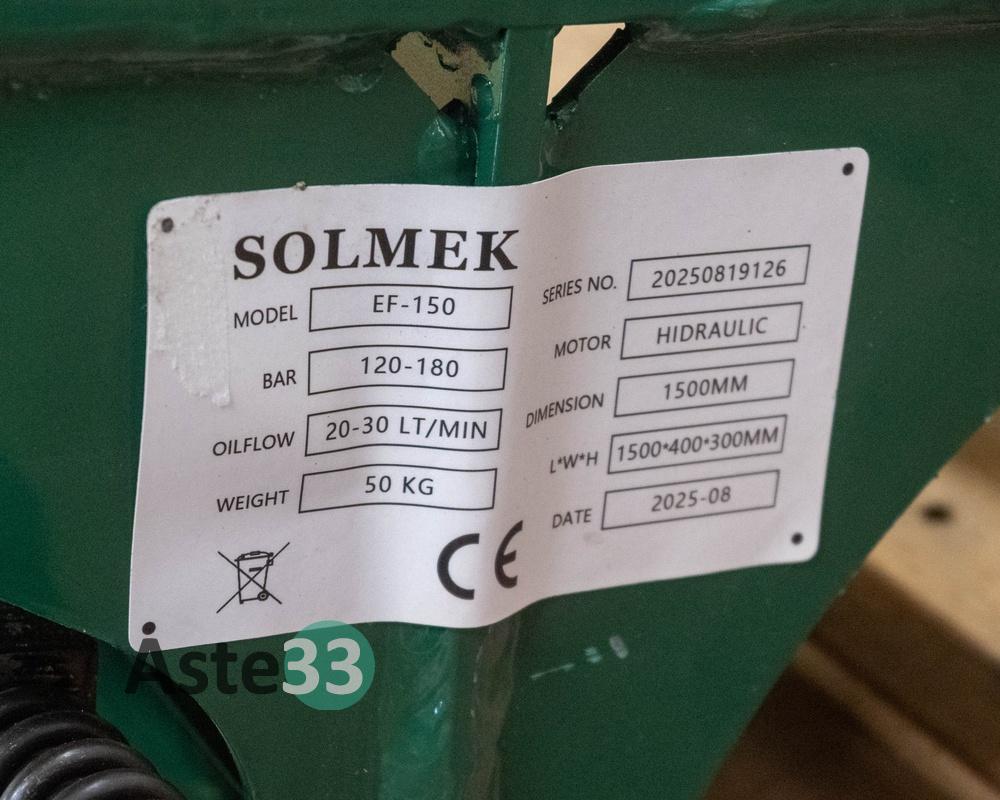 SOLMEK
MODEL EF-150
BAR 120-180
OILFLOW 20-30 LT/MIN
WEIGHT 50 KG
CE
SERIES NO. 20250819126
MOTOR HIDRAULIC
DIMENSION 1500MM
L*W*H 1500*400*300MM
DATE 2025-08
Aste33